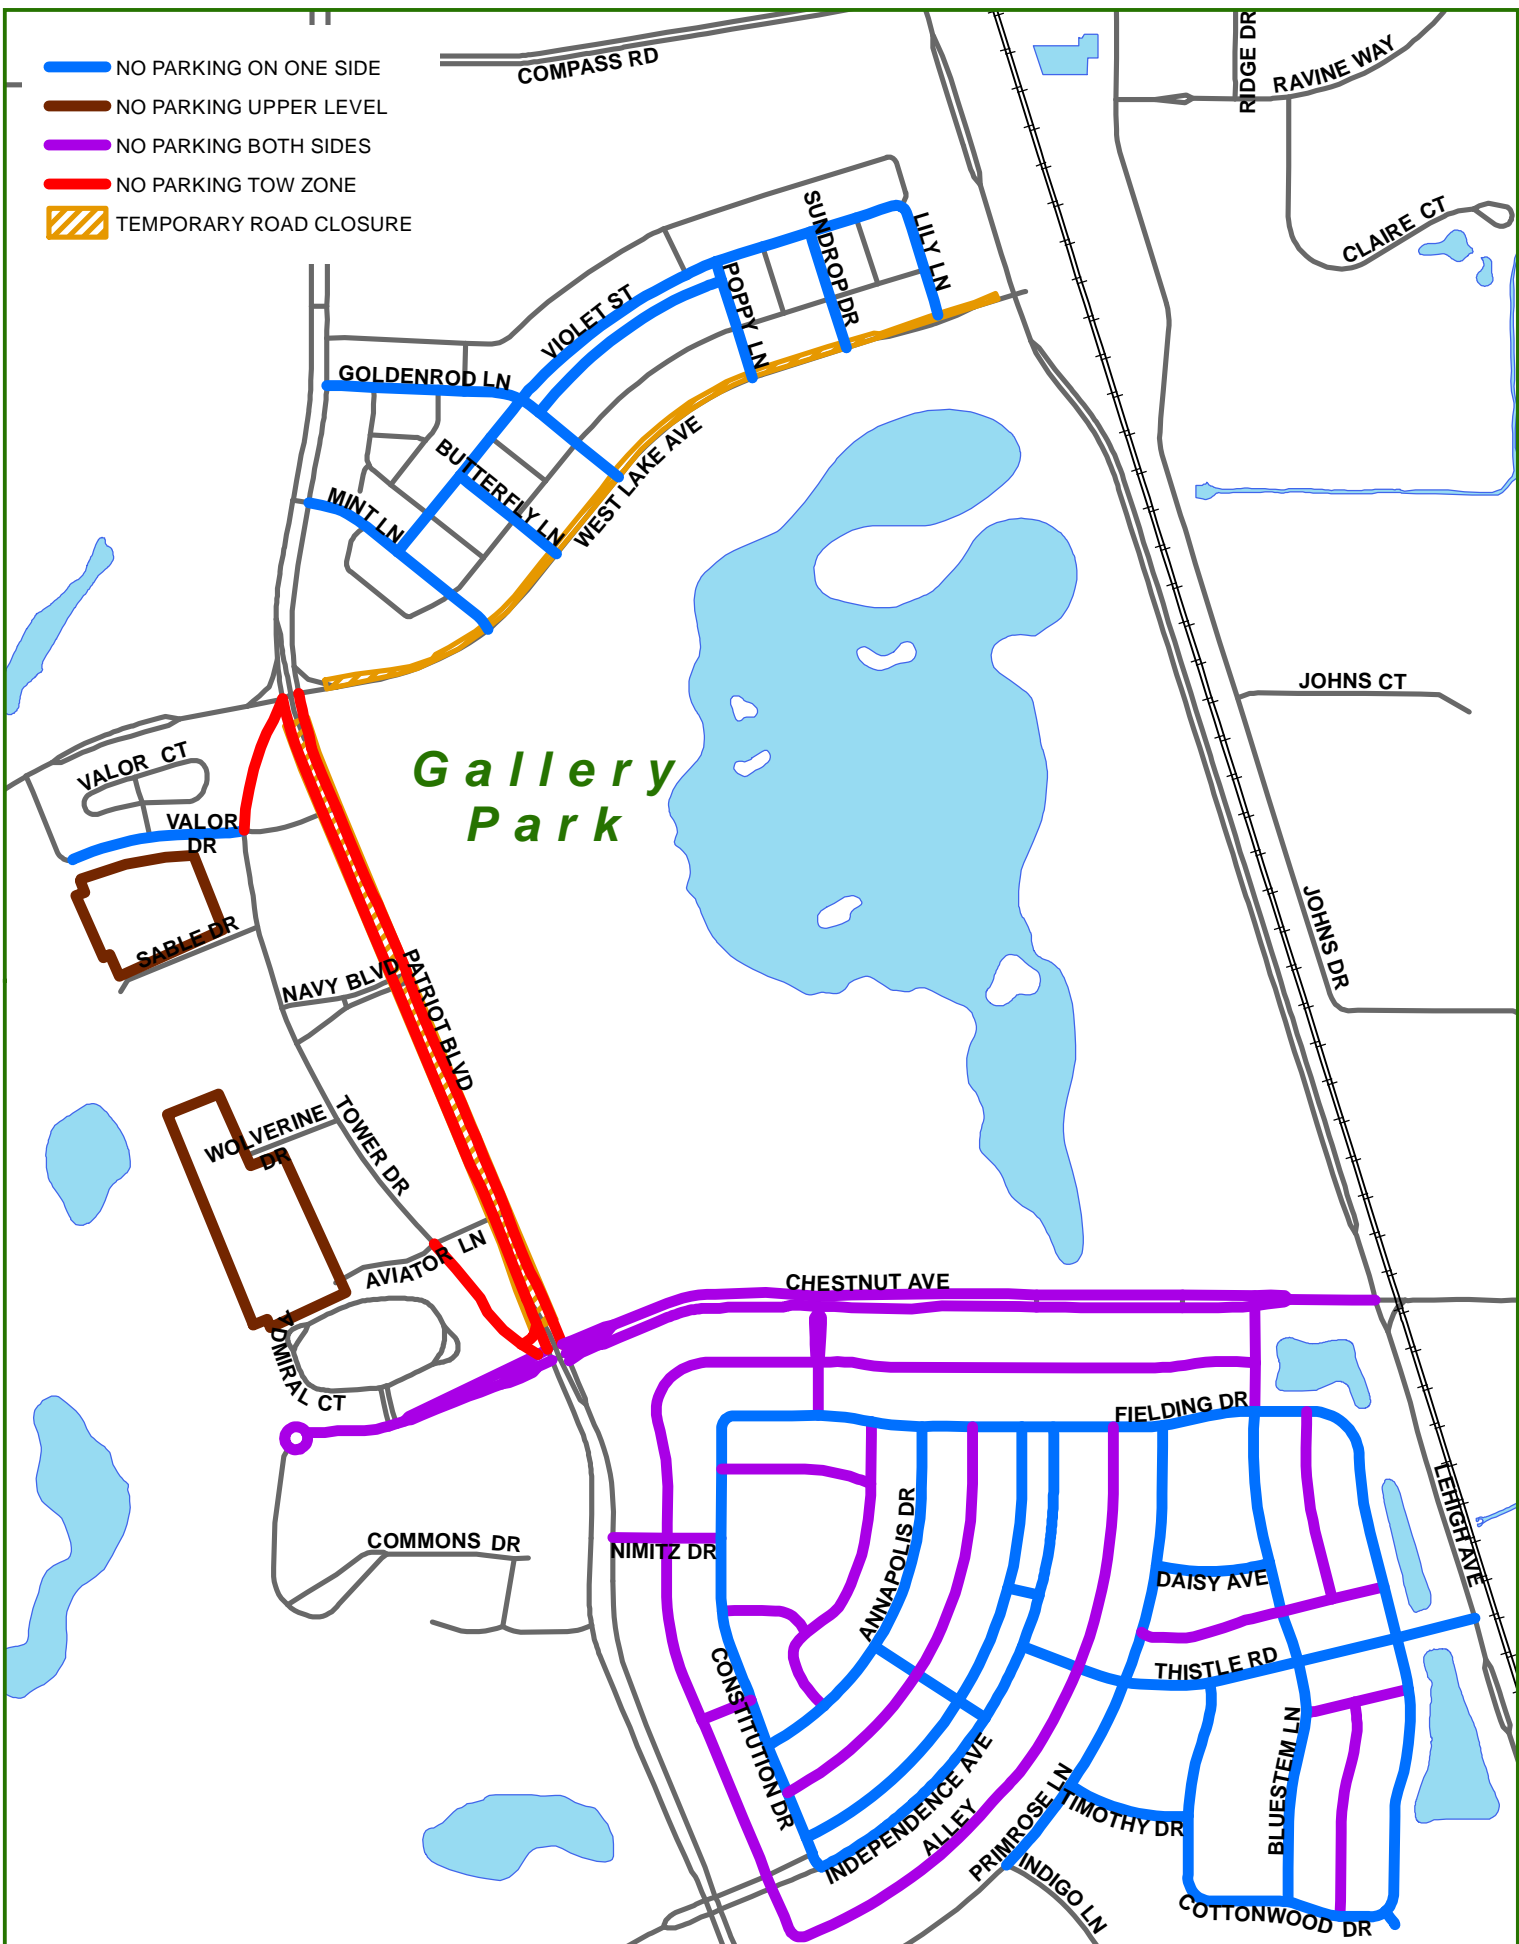 NO PARKING ON ONE SIDE
NO PARKING UPPER LEVEL
NO PARKING BOTH SIDES
NO PARKING TOW ZONE
TEMPORARY ROAD CLOSURE
COMPASS RD
RIDGE DR
RAVINE WAY
CLAIRE CT
SUNDROP DR
LILY LN
POPPY LN
VIOLET ST
GOLDENROD LN
BUTTERFLY LN
WEST LAKE AVE
MINT LN
JOHNS CT
VALOR CT
Gallery
Park
VALOR
DR
SABLE DR
NAVY BLVD
PATRIOT BLVD
JOHNS DR
WOLVERINE
DR
TOWER DR
AVIATOR LN
CHESTNUT AVE
ADMIRAL CT
FIELDING DR
LEHIGH AVE
COMMONS DR
NIMITZ DR
ANNAPOLIS DR
DAISY AVE
THISTLE RD
CONSTITUTION DR
INDEPENDENCE AVE
ALLEY
PRIMROSE LN
TIMOTHY DR
BLUESTEM LN
INDIGO LN
COTTONWOOD DR